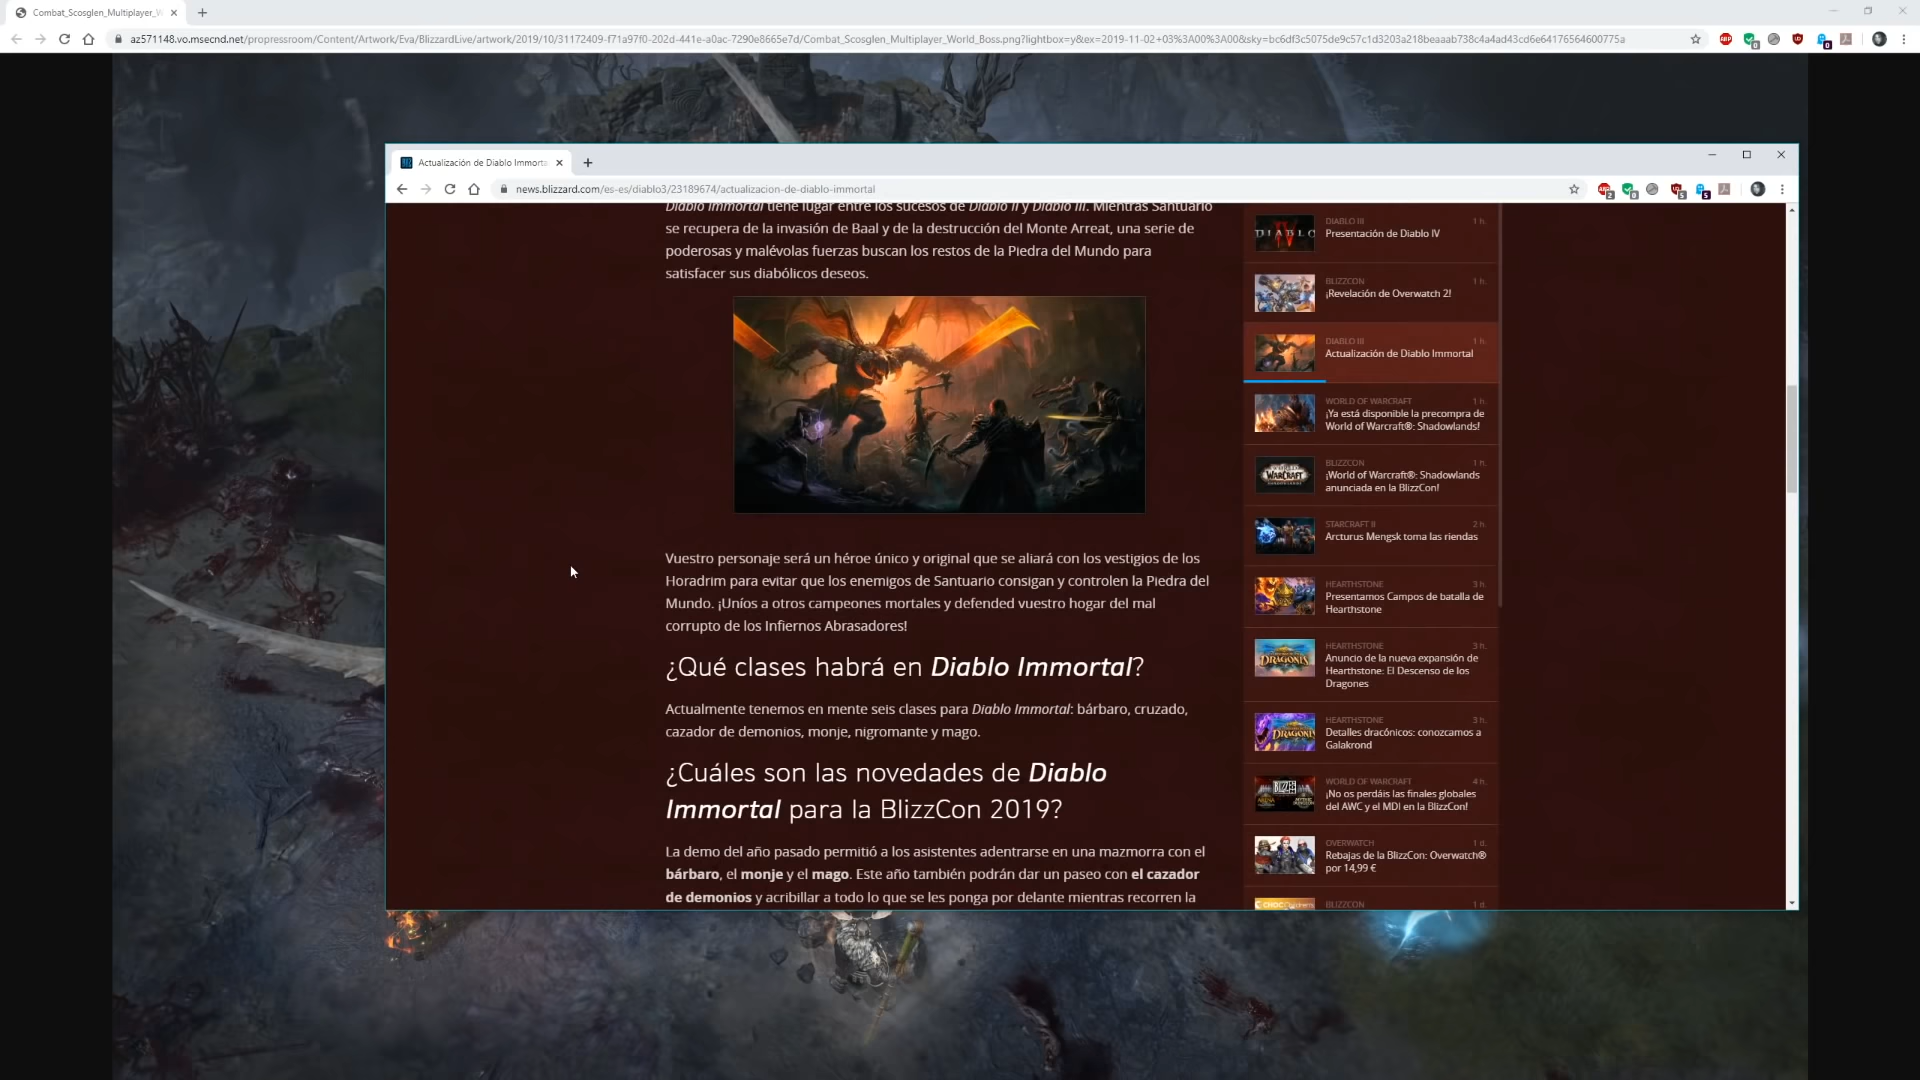 Combat_Scosglen_Multiplayer_W
az571148.vo.msecnd.net/propressroom/Content/Artwork/Eva/BlizzardLive/artwork/2019/10/31172409-f71a97f0-202d-441e-a0ac-7290e8665e7d/Combat_Scosglen_Multiplayer_World_Boss.png?lightbox=y&ex=2019-11-02+03%3A00%3A00&sky=bc6df3c5075de9c57c1d3203a218beaaab738c4a4ad43cd6e64176564600775a
Actualización de Diablo Immorta
news.blizzard.com/es-es/diablo3/23189674/actualizacion-de-diablo-immortal
Diablo Immortal tiene lugar entre los sucesos de Diablo II y Diablo III. Mientras Santuario
se recupera de la invasión de Baal y de la destrucción del Monte Arreat, una serie de
poderosas y malévolas fuerzas buscan los restos de la Piedra del Mundo para
satisfacer sus diabólicos deseos.
Vuestro personaje será un héroe único y original que se aliará con los vestigios de los
Horadrim para evitar que los enemigos de Santuario consigan y controlen la Piedra del
Mundo. ¡Uníos a otros campeones mortales y defended vuestro hogar del mal
corrupto de los Infiernos Abrasadores!
¿Qué clases habrá en Diablo Immortal?
Actualmente tenemos en mente seis clases para Diablo Immortal: bárbaro, cruzado,
cazador de demonios, monje, nigromante y mago.
¿Cuáles son las novedades de Diablo
Immortal para la BlizzCon 2019?
La demo del año pasado permitió a los asistentes adentrarse en una mazmorra con el
bárbaro, el monje y el mago. Este año también podrán dar un paseo con el cazador
de demonios y acribillar a todo lo que se les ponga por delante mientras recorren la
DIABLO III 1 h.
Presentación de Diablo IV
BLIZZCON 1 h.
¡Revelación de Overwatch 2!
DIABLO III 1 h.
Actualización de Diablo Immortal
WORLD OF WARCRAFT 1 h.
¡Ya está disponible la precompra de
World of Warcraft®: Shadowlands!
BLIZZCON 1 h.
¡World of Warcraft®: Shadowlands
anunciada en la BlizzCon!
STARCRAFT II 2 h.
Arcturus Mengsk toma las riendas
HEARTHSTONE 3 h.
Presentamos Campos de batalla de
Hearthstone
HEARTHSTONE 3 h.
Anuncio de la nueva expansión de
Hearthstone: El Descenso de los
Dragones
HEARTHSTONE 3 h.
Detalles dracónicos: conozcamos a
Galakrond
WORLD OF WARCRAFT 4 h.
¡No os perdáis las finales globales
del AWC y el MDI en la BlizzCon!
OVERWATCH 1 d.
Rebajas de la BlizzCon: Overwatch®
por 14,99 €
BLIZZCON 1 d.